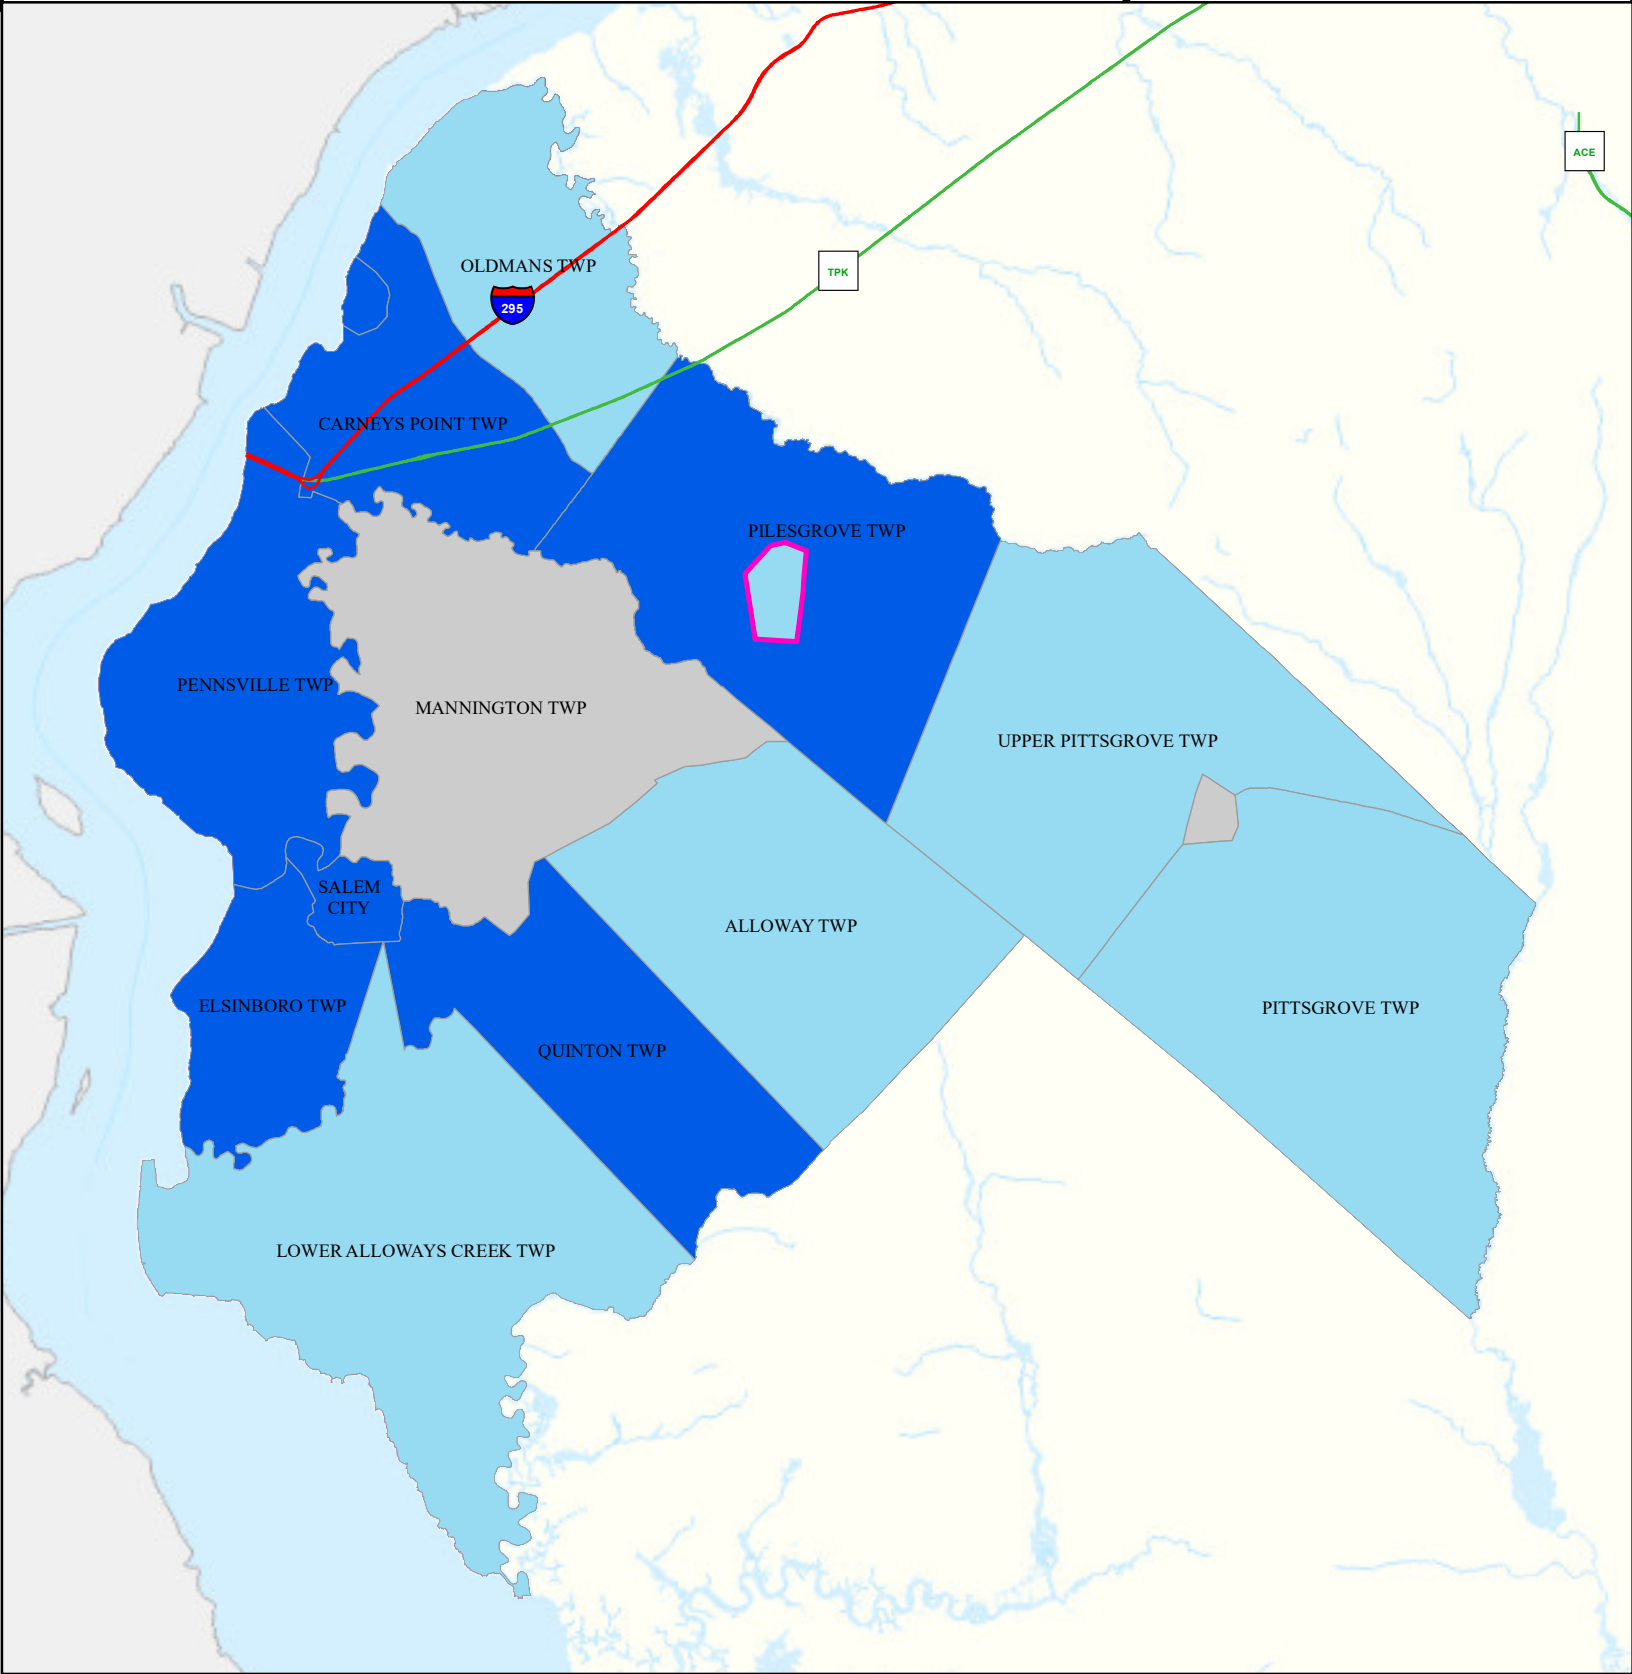 ACE
OLDMANS TWP
TPK
295
CARNEYS POINT TWP
PILESGROVE TWP
PENNSVILLE TWP
MANNINGTON TWP
UPPER PITTSGROVE TWP
SALEM
CITY
ALLOWAY TWP
ELSINBORO TWP
PITTSGROVE TWP
QUINTON TWP
LOWER ALLOWAYS CREEK TWP